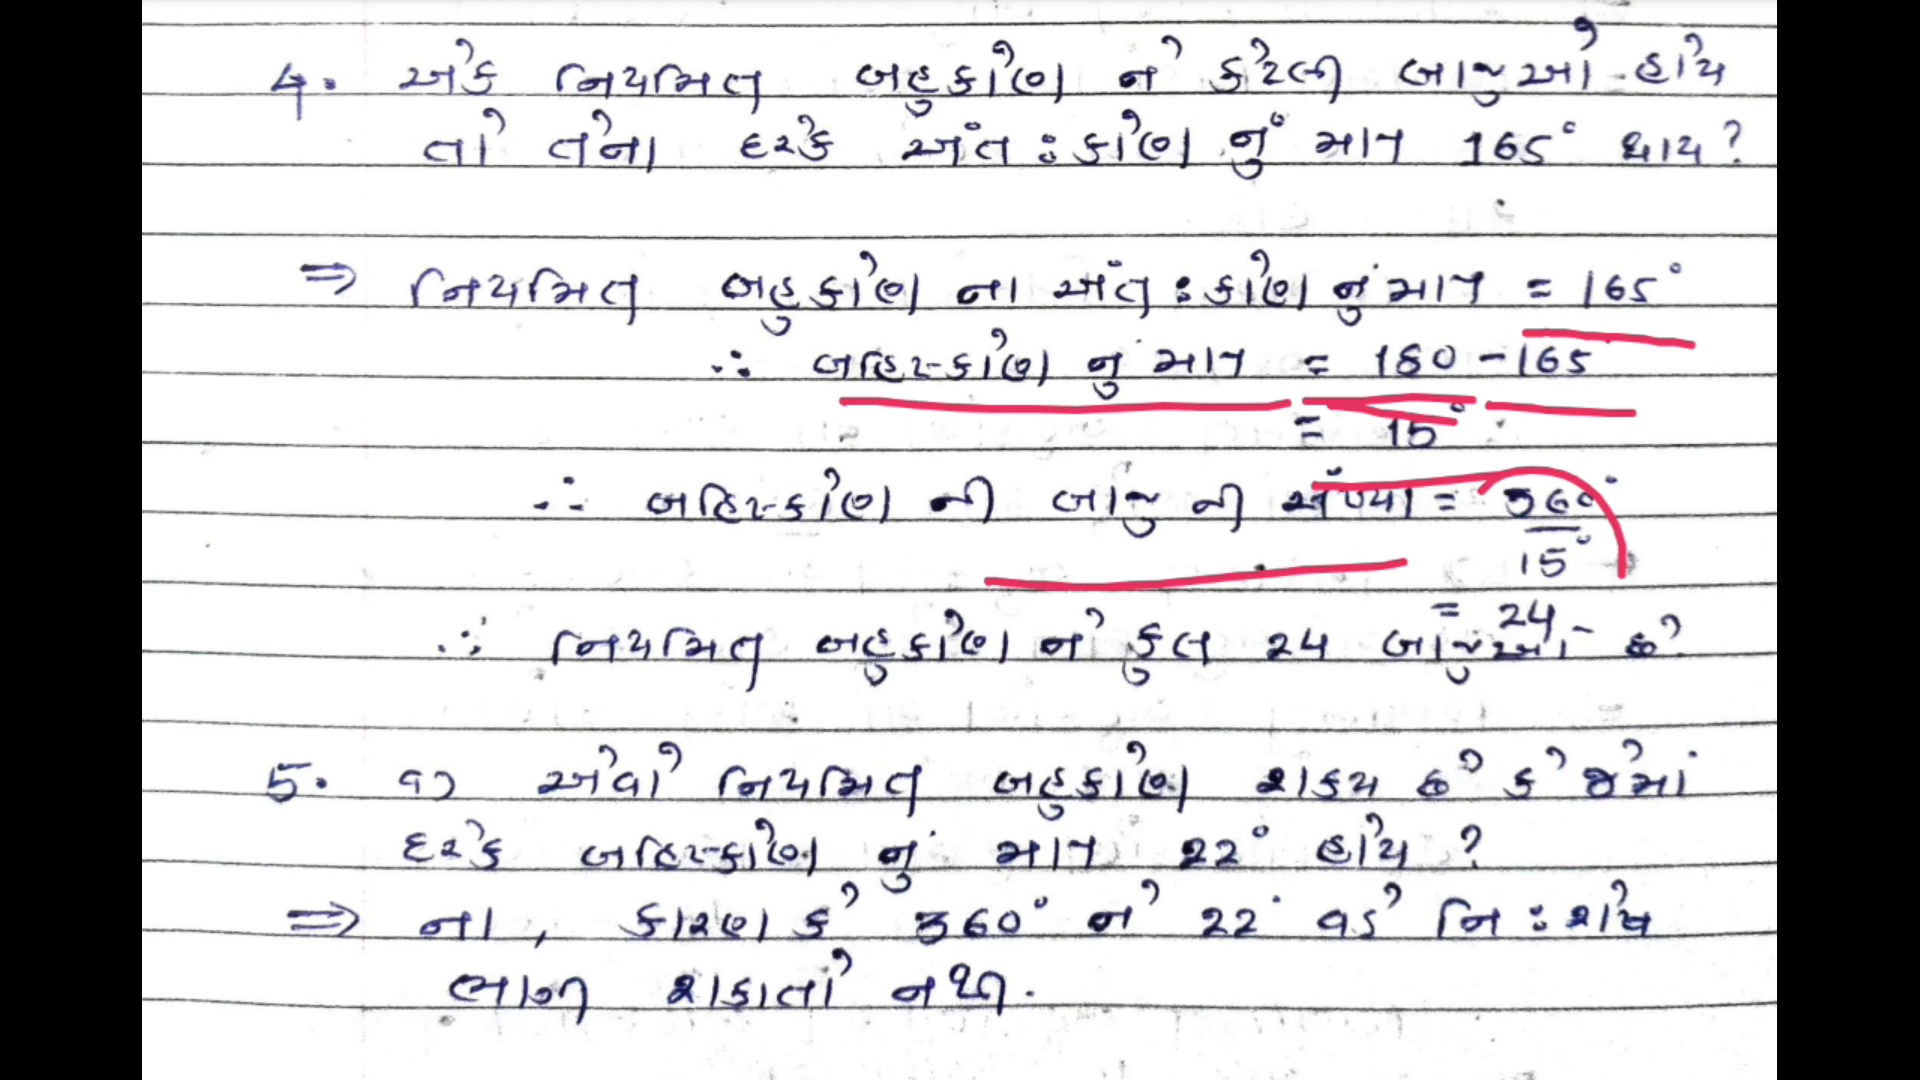 4. એક નિયમિત બહુકોણ ને કેટલી બાજુઓ હોય
તો તેના દરેક અંત:કોણ નું માપ 165° થાય?
⇒ નિયમિત બહુકોણ ના અંત:કોણ નું માપ = 165°
∴ બહિષ્કોણ નું માપ = 180 - 165
= 15°
∴ બહિષ્કોણ ની બાજુ ની સંખ્યા = 360°
15°
= 24
∴ નિયમિત બહુકોણ ને કુલ 24 બાજુઓ છે?
5. a) એવો નિયમિત બહુકોણ શકય છે કે જેમાં
દરેક બહિષ્કોણ નું માપ 22° હોય ?
⇒ ના, કારણ કે 360° ને 22° વડે નિ:શેષ
ભાગી શકાતો નથી.